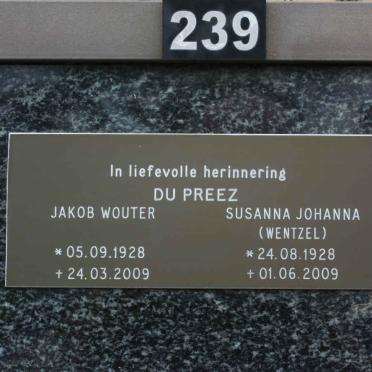 239
In liefevolle herinnering
DU PREEZ
JAKOB WOUTER
* 05.09.1928
+ 24.03.2009
SUSANNA JOHANNA
(WENTZEL)
* 24.08.1928
+ 01.06.2009